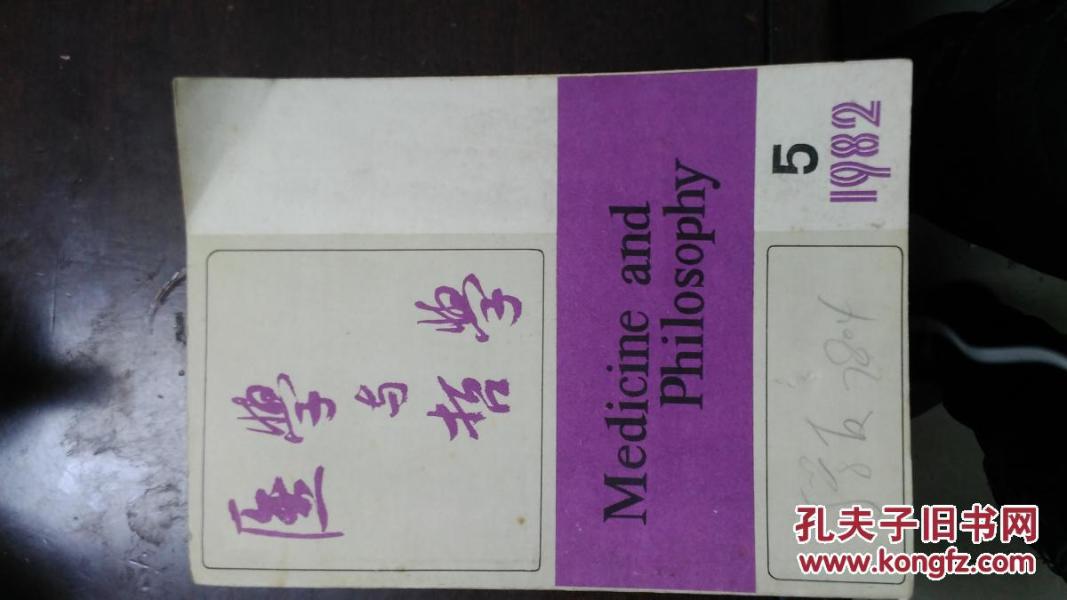 医学与
哲学
Medicine and
Philosophy
5
1982
孔夫子旧书网
www.kongfz.com